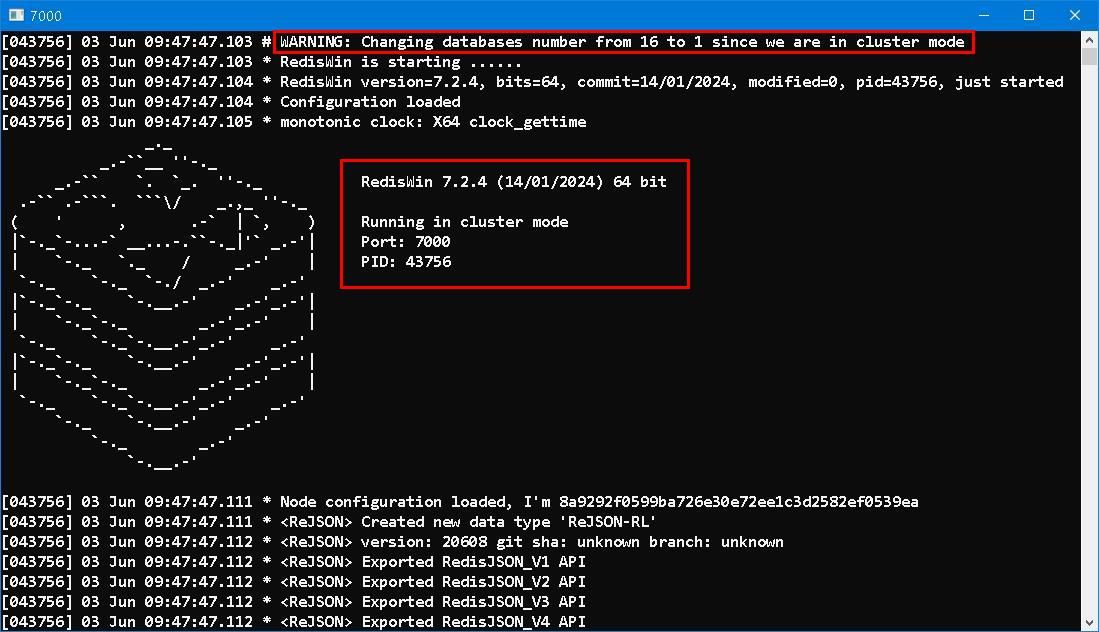 7000
[043756] 03 Jun 09:47:47.103 # WARNING: Changing databases number from 16 to 1 since we are in cluster mode
[043756] 03 Jun 09:47:47.103 * RedisWin is starting ......
[043756] 03 Jun 09:47:47.104 * RedisWin version=7.2.4, bits=64, commit=14/01/2024, modified=0, pid=43756, just started
[043756] 03 Jun 09:47:47.104 * Configuration loaded
[043756] 03 Jun 09:47:47.105 * monotonic clock: X64 clock_gettime
RedisWin 7.2.4 (14/01/2024) 64 bit
Running in cluster mode
Port: 7000
PID: 43756
[043756] 03 Jun 09:47:47.111 * Node configuration loaded, I'm 8a9292f0599ba726e30e72ee1c3d2582ef0539ea
[043756] 03 Jun 09:47:47.111 * <ReJSON> Created new data type 'ReJSON-RL'
[043756] 03 Jun 09:47:47.112 * <ReJSON> version: 20608 git sha: unknown branch: unknown
[043756] 03 Jun 09:47:47.112 * <ReJSON> Exported RedisJSON_V1 API
[043756] 03 Jun 09:47:47.112 * <ReJSON> Exported RedisJSON_V2 API
[043756] 03 Jun 09:47:47.112 * <ReJSON> Exported RedisJSON_V3 API
[043756] 03 Jun 09:47:47.112 * <ReJSON> Exported RedisJSON_V4 API